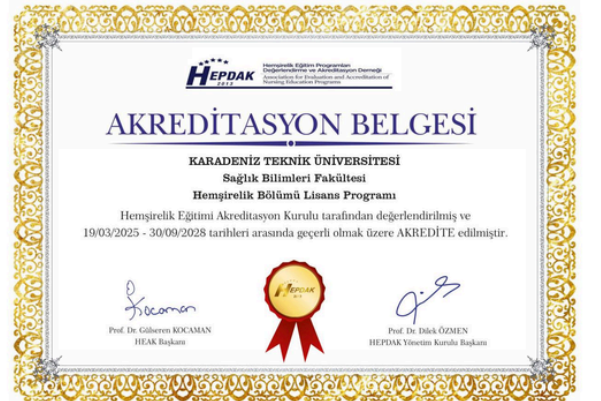 HEPDAK
2013
Hemşirelik Eğitim Programları
Değerlendirme ve Akreditasyon Derneği
Association for Evaluation and Accreditation of
Nursing Education Programs
AKREDİTASYON BELGESİ
KARADENİZ TEKNİK ÜNİVERSİTESİ
Sağlık Bilimleri Fakültesi
Hemşirelik Bölümü Lisans Programı
Hemşirelik Eğitimi Akreditasyon Kurulu tarafından değerlendirilmiş ve
19/03/2025 - 30/09/2028 tarihleri arasında geçerli olmak üzere AKREDİTE edilmiştir.
Kocaman
HEPDAK
Prof. Dr. Gülseren KOCAMAN
HEAK Başkanı
Prof. Dr. Dilek ÖZMEN
HEPDAK Yönetim Kurulu Başkanı